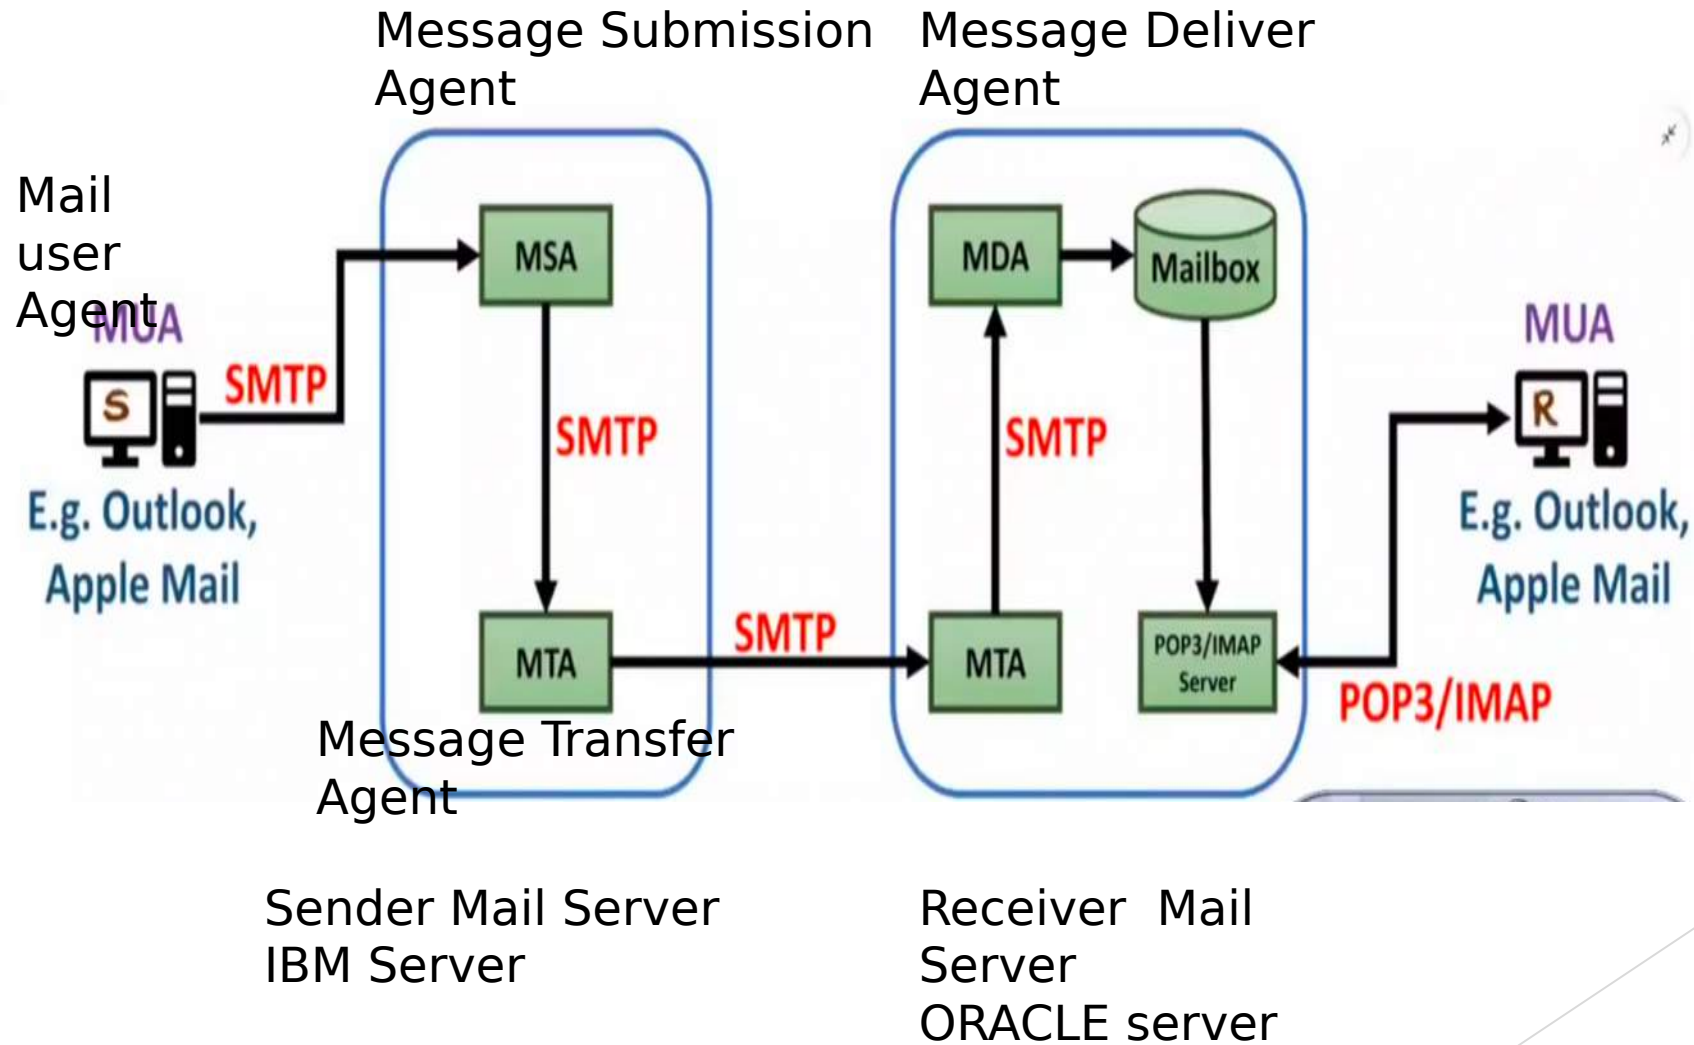 Message Submission
Agent
Message Deliver
Agent
Mail
user
Agent
MUA
S
SMTP
E.g. Outlook,
Apple Mail
MSA
SMTP
MTA
Message Transfer
Agent
SMTP
MDA
Mailbox
SMTP
MTA
POP3/IMAP
Server
MUA
R
E.g. Outlook,
Apple Mail
POP3/IMAP
Sender Mail Server
IBM Server
Receiver  Mail
Server
ORACLE server